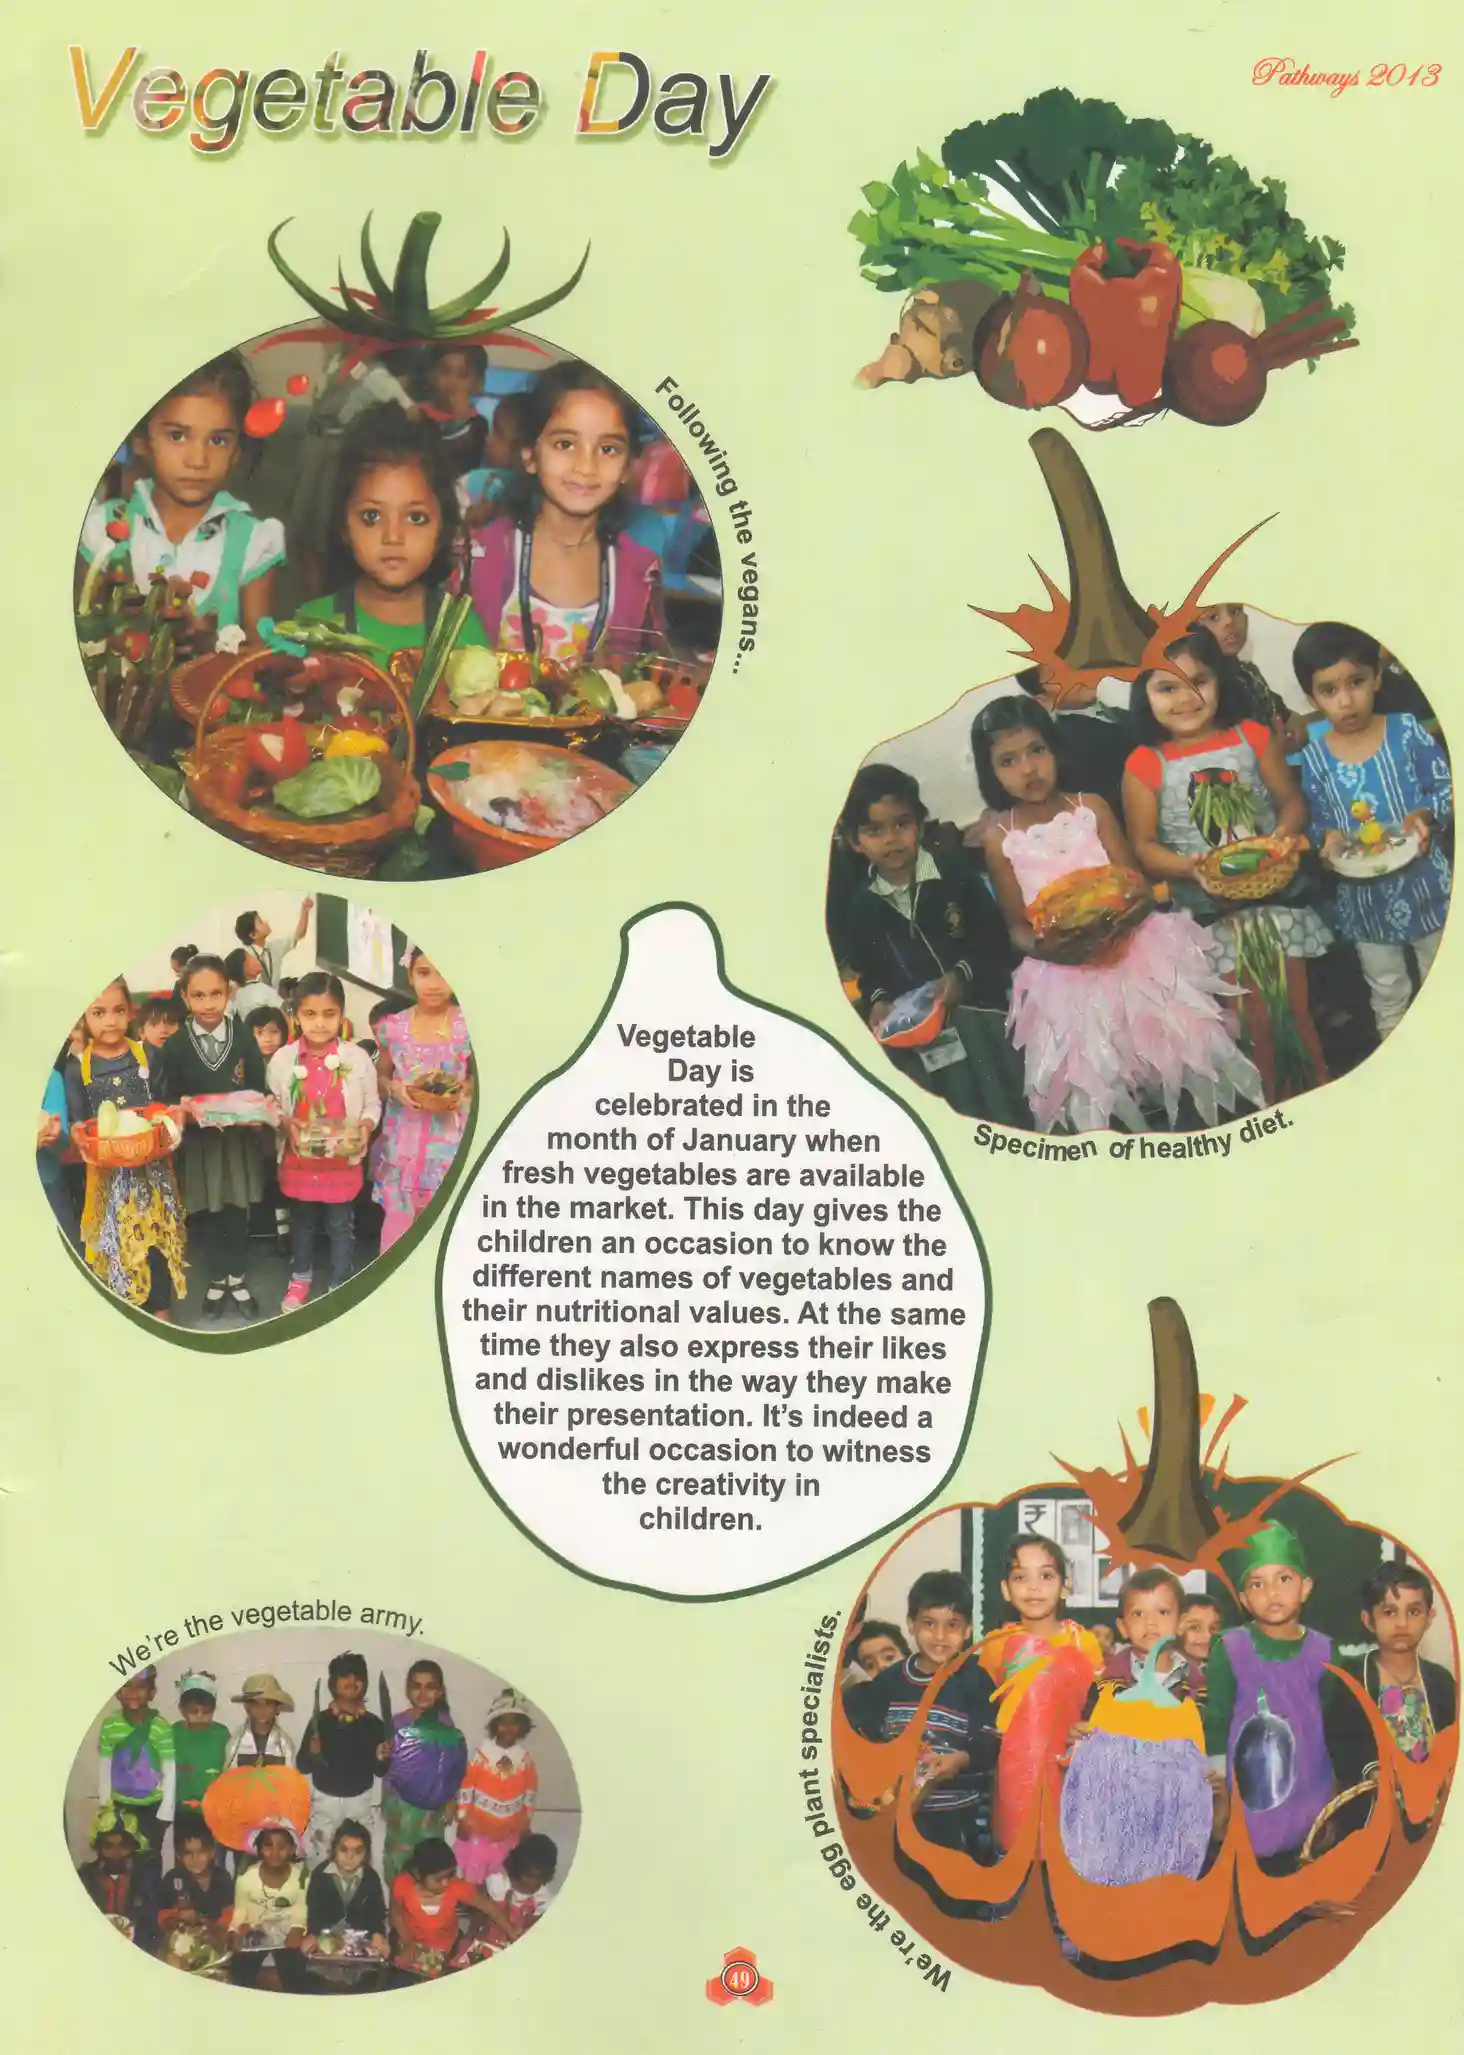 Vegetable Day
Pathways 2013
Following the vegans...
Specimen of healthy diet.
Vegetable
Day is
celebrated in the
month of January when
fresh vegetables are available
in the market. This day gives the
children an occasion to know the
different names of vegetables and
their nutritional values. At the same
time they also express their likes
and dislikes in the way they make
their presentation. It's indeed a
wonderful occasion to witness
the creativity in
children.
We're the vegetable army.
We're the egg plant specialists.
₹
49